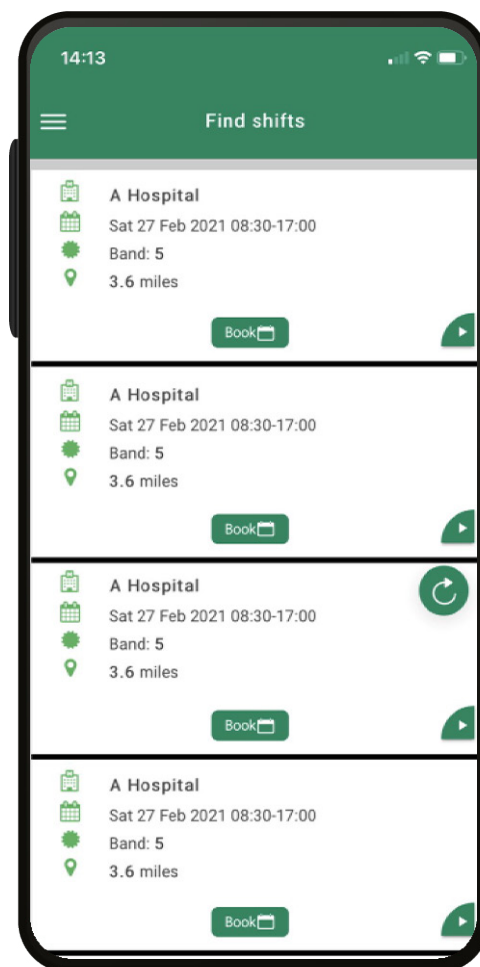 14:13
Find shifts
A Hospital
Sat 27 Feb 2021 08:30-17:00
Band: 5
3.6 miles
Book
A Hospital
Sat 27 Feb 2021 08:30-17:00
Band: 5
3.6 miles
Book
A Hospital
Sat 27 Feb 2021 08:30-17:00
Band: 5
3.6 miles
Book
A Hospital
Sat 27 Feb 2021 08:30-17:00
Band: 5
3.6 miles
Book